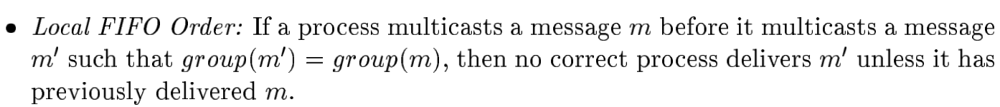 • Local FIFO Order: If a process multicasts a message m before it multicasts a message
m′ such that group(m′) = group(m), then no correct process delivers m′ unless it has
previously delivered m.